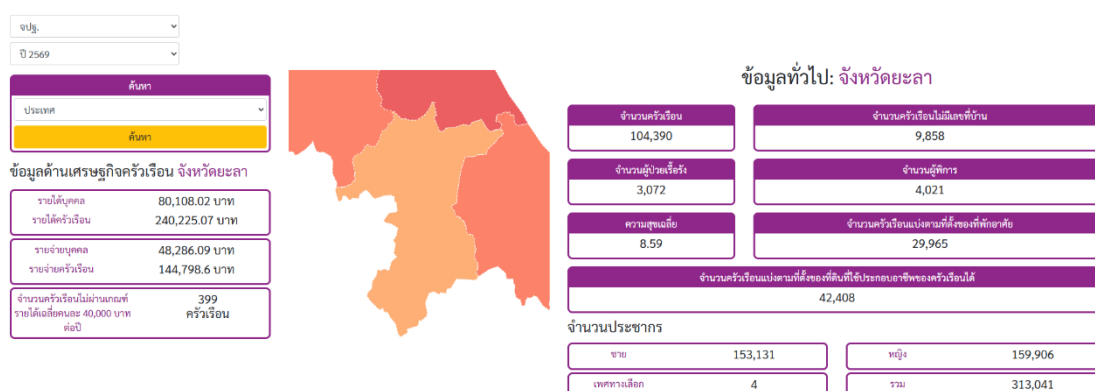 จปฐ.
ปี 2569
ค้นหา
ประเทศ
ค้นหา
ข้อมูลด้านเศรษฐกิจครัวเรือน จังหวัดยะลา
รายได้บุคคล 80,108.02 บาท
รายได้ครัวเรือน 240,225.07 บาท
รายจ่ายบุคคล 48,286.09 บาท
รายจ่ายครัวเรือน 144,798.6 บาท
จำนวนครัวเรือนไม่ผ่านเกณฑ์ 399
รายได้เฉลี่ยคนละ 40,000 บาท ครัวเรือน
ต่อปี
ข้อมูลทั่วไป: จังหวัดยะลา
จำนวนครัวเรือน จำนวนครัวเรือนไม่มีเลขที่บ้าน
104,390 9,858
จำนวนผู้ป่วยเรื้อรัง จำนวนผู้พิการ
3,072 4,021
ความสุขเฉลี่ย จำนวนครัวเรือนแบ่งตามที่ตั้งของที่พักอาศัย
8.59 29,965
จำนวนครัวเรือนแบ่งตามที่ตั้งของที่ดินที่ใช้ประกอบอาชีพของครัวเรือนได้
42,408
จำนวนประชากร
ชาย 153,131 หญิง 159,906
เพศทางเลือก 4 รวม 313,041